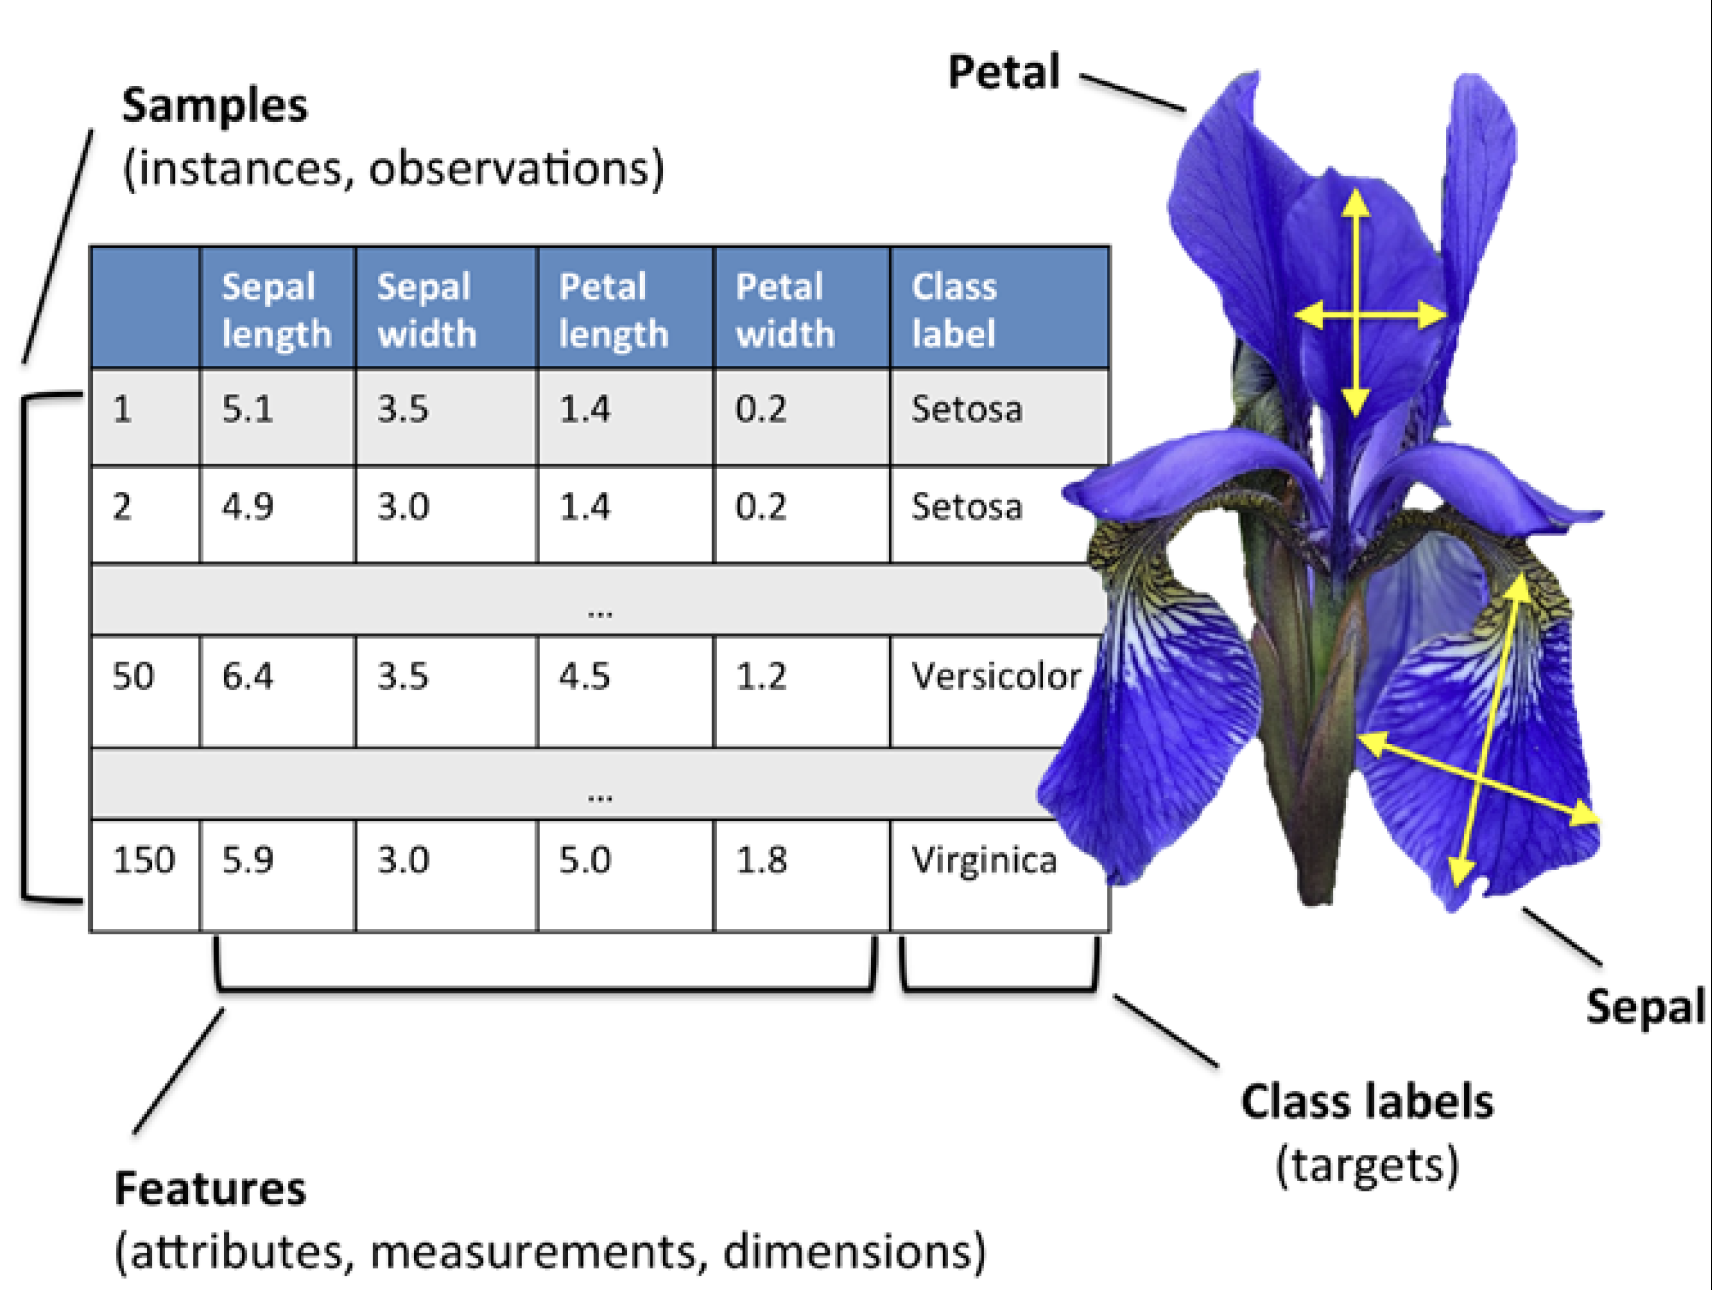 Petal
Samples
(instances, observations)
Sepal length Sepal width Petal length Petal width Class label
1 5.1 3.5 1.4 0.2 Setosa
2 4.9 3.0 1.4 0.2 Setosa
...
50 6.4 3.5 4.5 1.2 Versicolor
...
150 5.9 3.0 5.0 1.8 Virginica
Sepal
Class labels
(targets)
Features
(attributes, measurements, dimensions)